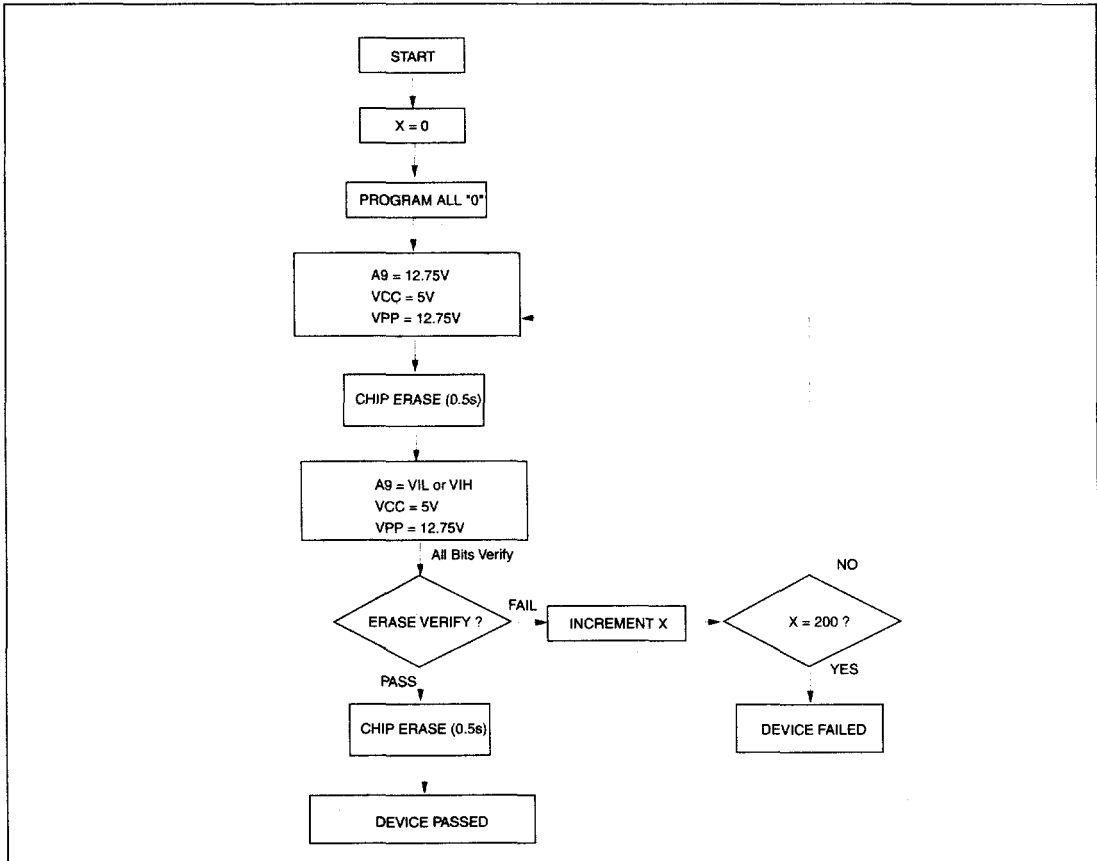 START
X = 0
PROGRAM ALL "0"
A9 = 12.75V
VCC = 5V
VPP = 12.75V
CHIP ERASE (0.5s)
A9 = VIL or VIH
VCC = 5V
VPP = 12.75V
All Bits Verify
ERASE VERIFY ?
FAIL
INCREMENT X
X = 200 ?
NO
YES
DEVICE FAILED
PASS
CHIP ERASE (0.5s)
DEVICE PASSED